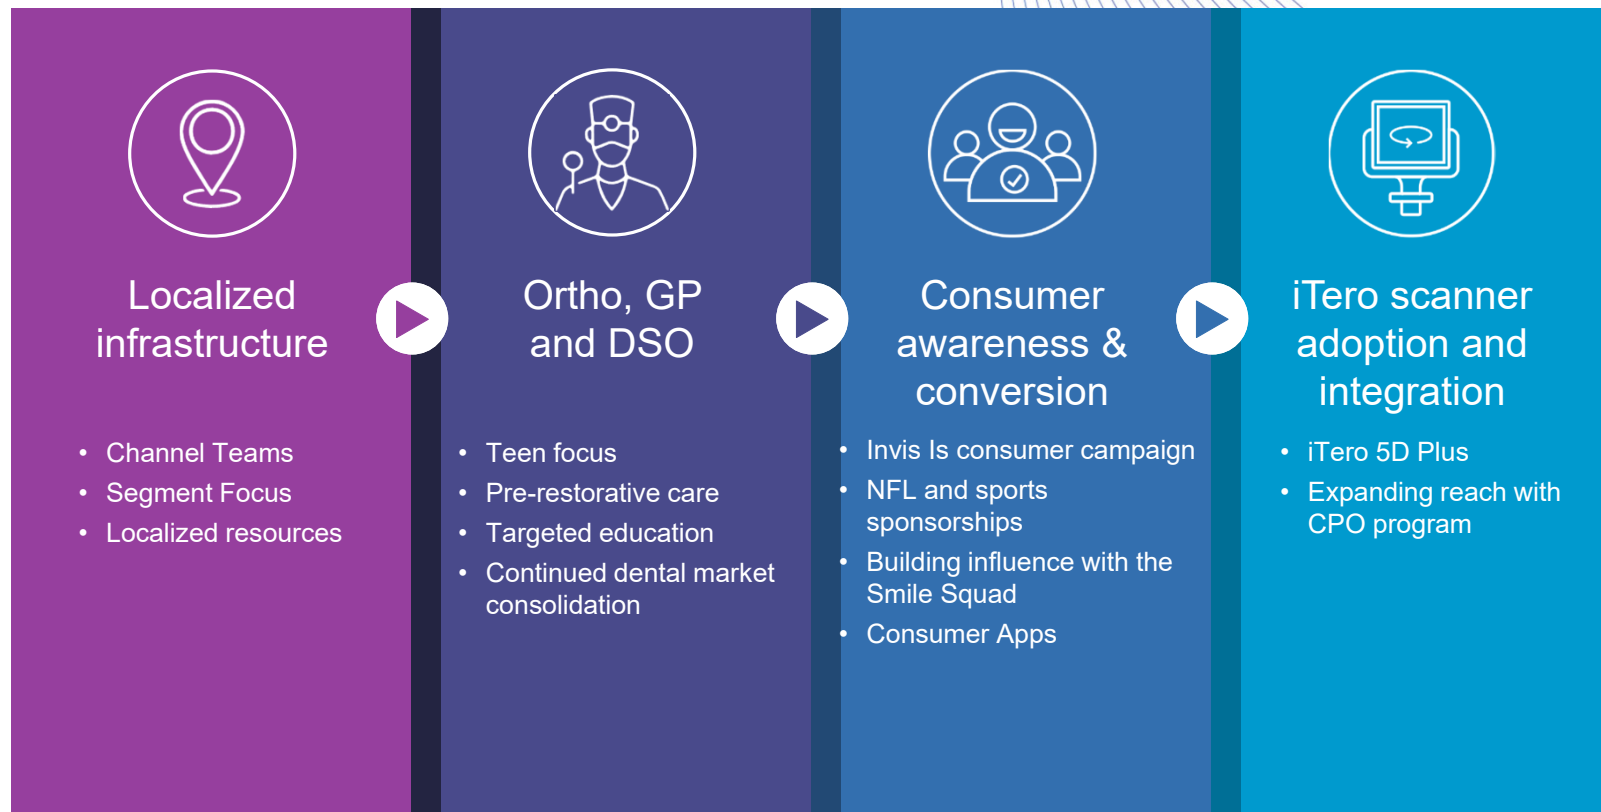 Localized
infrastructure
• Channel Teams
• Segment Focus
• Localized resources
Ortho, GP
and DSO
• Teen focus
• Pre-restorative care
• Targeted education
• Continued dental market
consolidation
Consumer
awareness &
conversion
• Invis Is consumer campaign
• NFL and sports
sponsorships
• Building influence with the
Smile Squad
• Consumer Apps
iTero scanner
adoption and
integration
• iTero 5D Plus
• Expanding reach with
CPO program